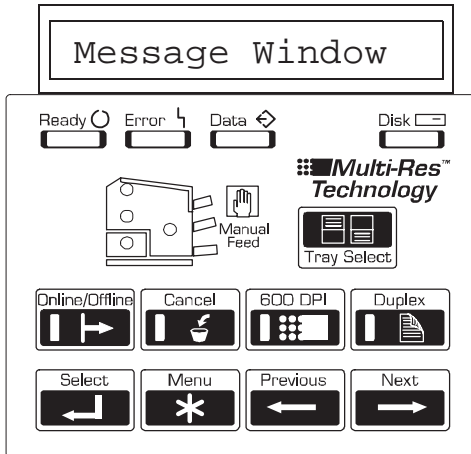 Message Window
Ready Error Data Disk
Multi-Res™
Technology
Manual
Feed
Tray Select
Online/Offline Cancel 600 DPI Duplex
Select Menu Previous Next